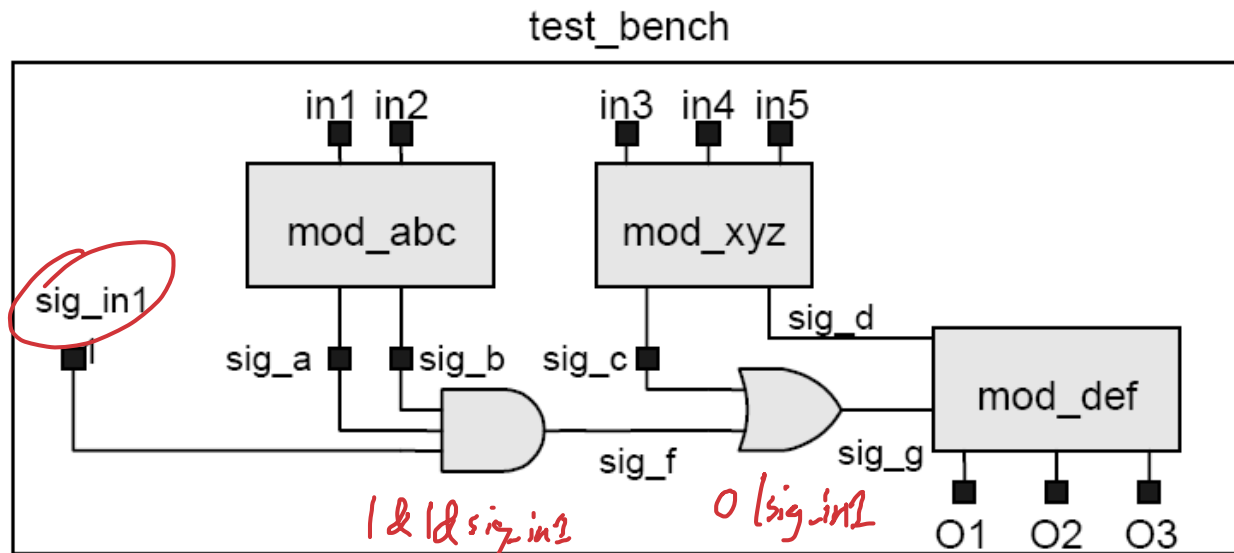 test_bench
in1 in2 in3 in4 in5
mod_abc mod_xyz
sig_in1
sig_d
sig_a sig_b sig_c
mod_def
sig_f sig_g
1 & 1 & sig_in1 0 | sig_in1
O1 O2 O3